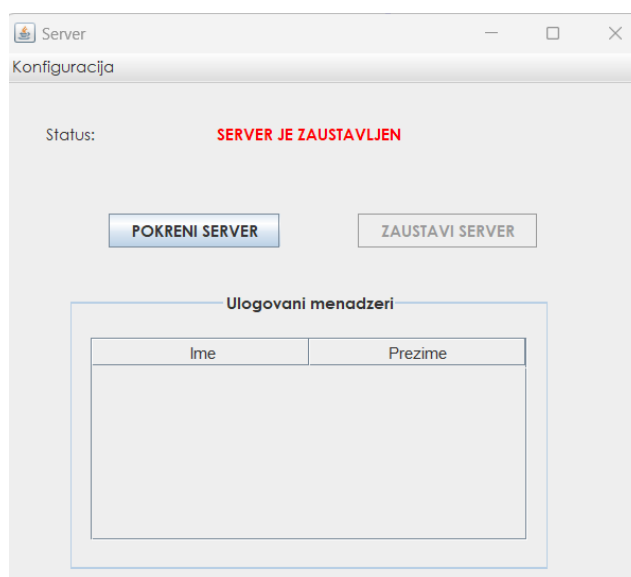 Server
Konfiguracija
Status: SERVER JE ZAUSTAVLJEN
POKRENI SERVER ZAUSTAVI SERVER
Ulogovani menadzeri
Ime Prezime